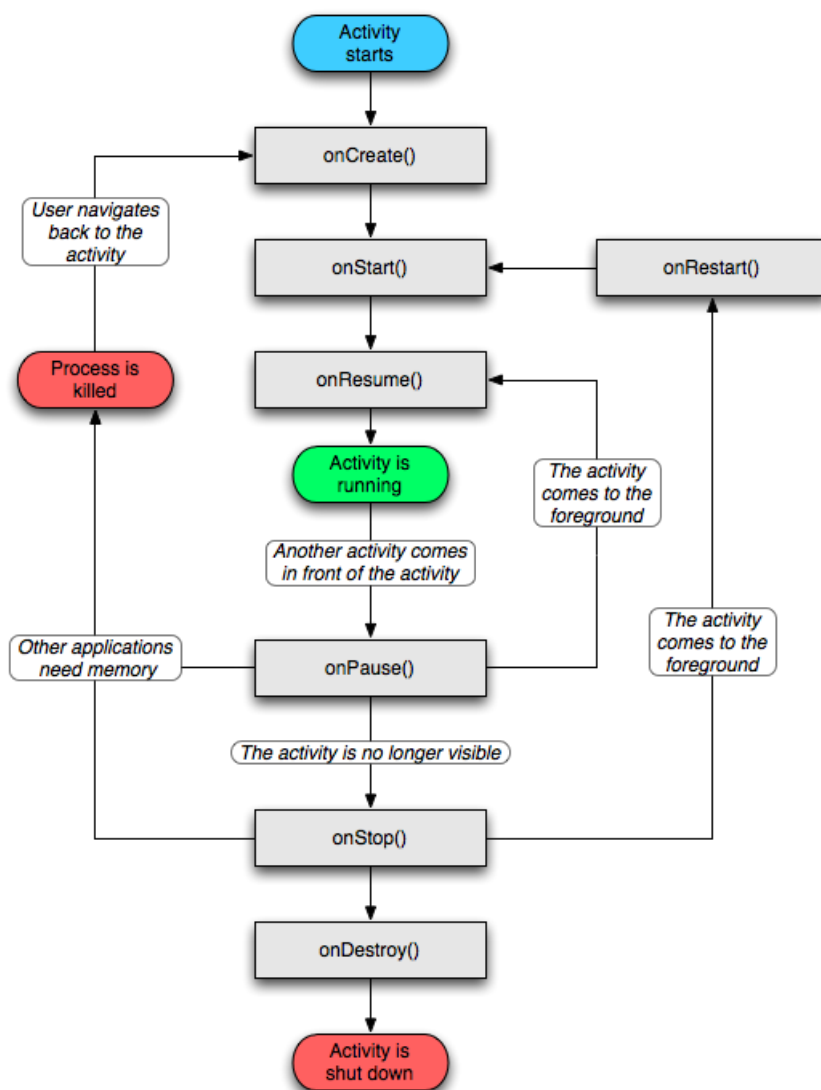 Activity
starts
onCreate()
User navigates
back to the
activity
onStart()
onRestart()
Process is
killed
onResume()
Activity is
running
The activity
comes to the
foreground
Another activity comes
in front of the activity
The activity
comes to the
foreground
Other applications
need memory
onPause()
The activity is no longer visible
onStop()
onDestroy()
Activity is
shut down